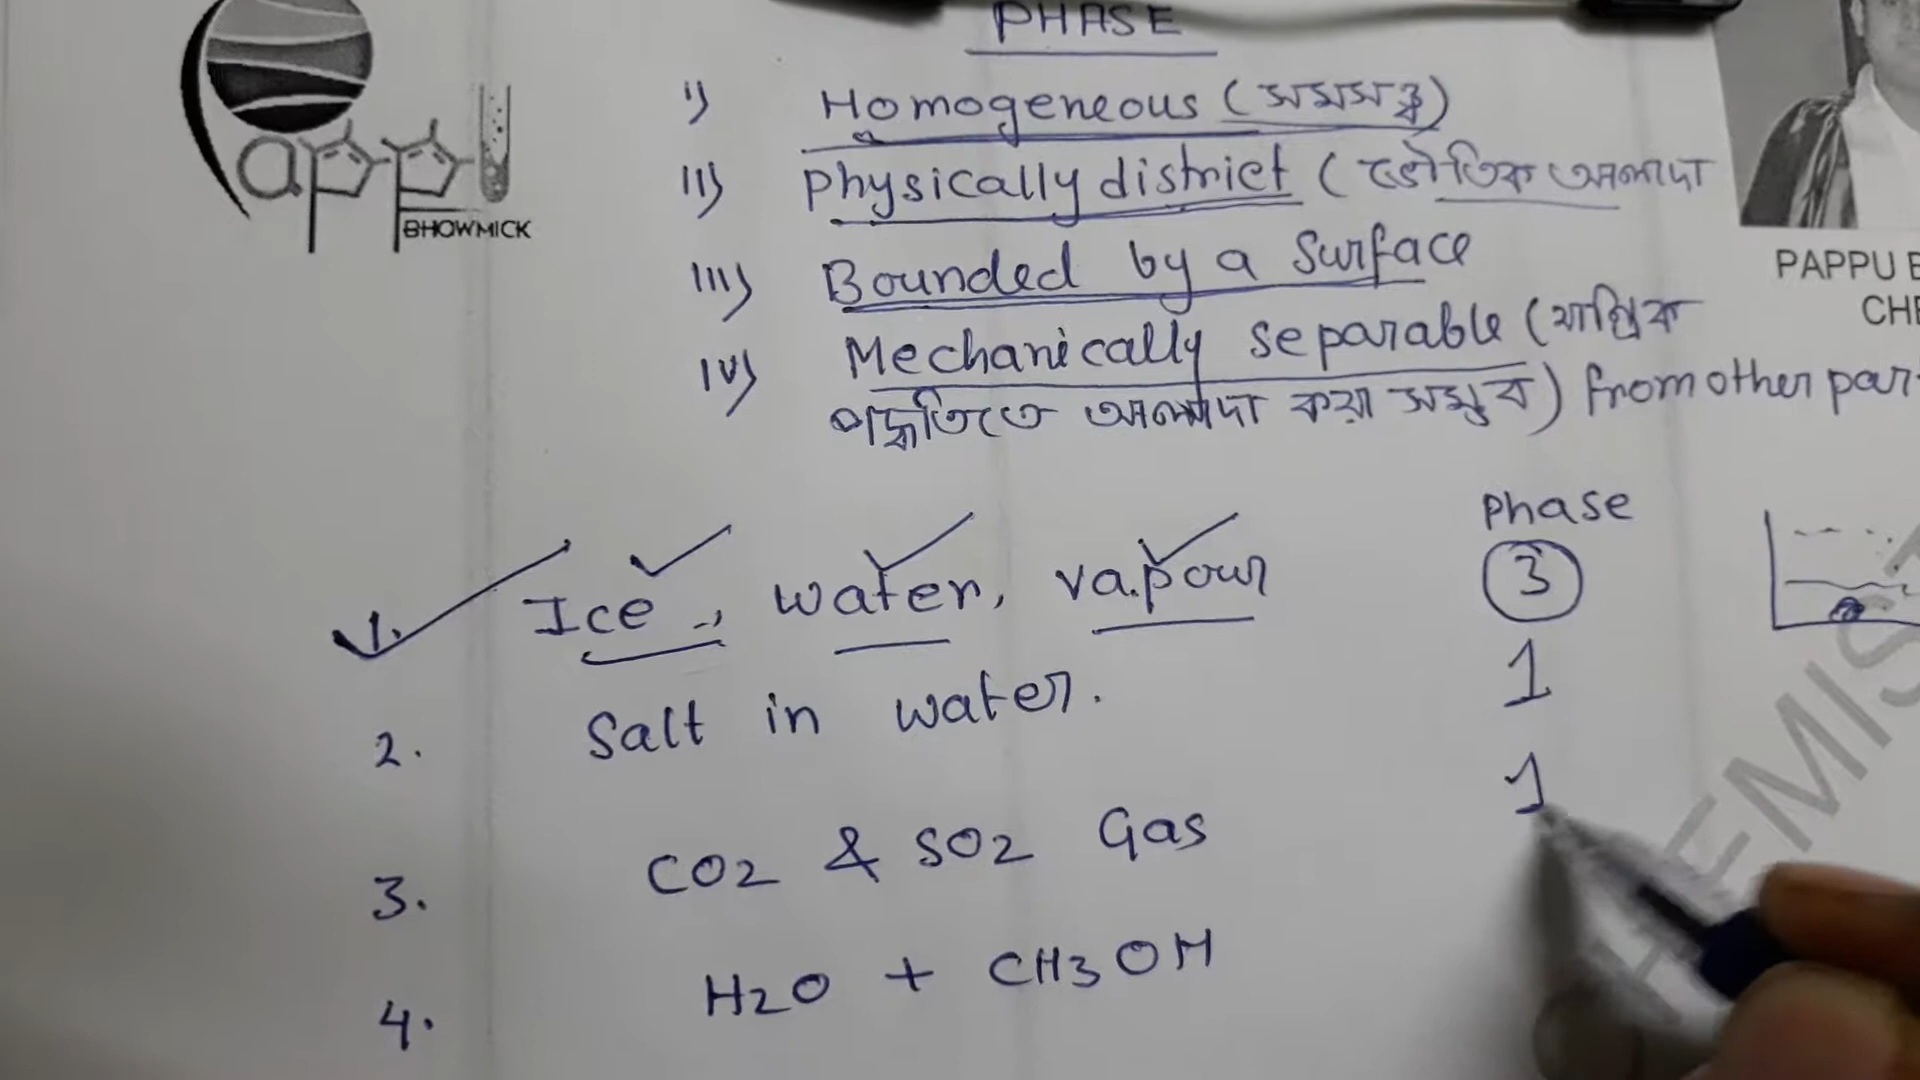 PHASE
BHOWMICK
i) Homogeneous (সমসত্ত্ব)
ii) Physically district (ভৌতিক আলাদা
iii) Bounded by a Surface
iv) Mechanically separable (যান্ত্রিক
পদ্ধতিতে আলাদা করা সম্ভব) from other par
PAPPU B
CHE
Phase
1. Ice, water, vapour 3
2. Salt in water. 1
3. CO2 & SO2 Gas 1
4. H2O + CH3OH
CHEMIST